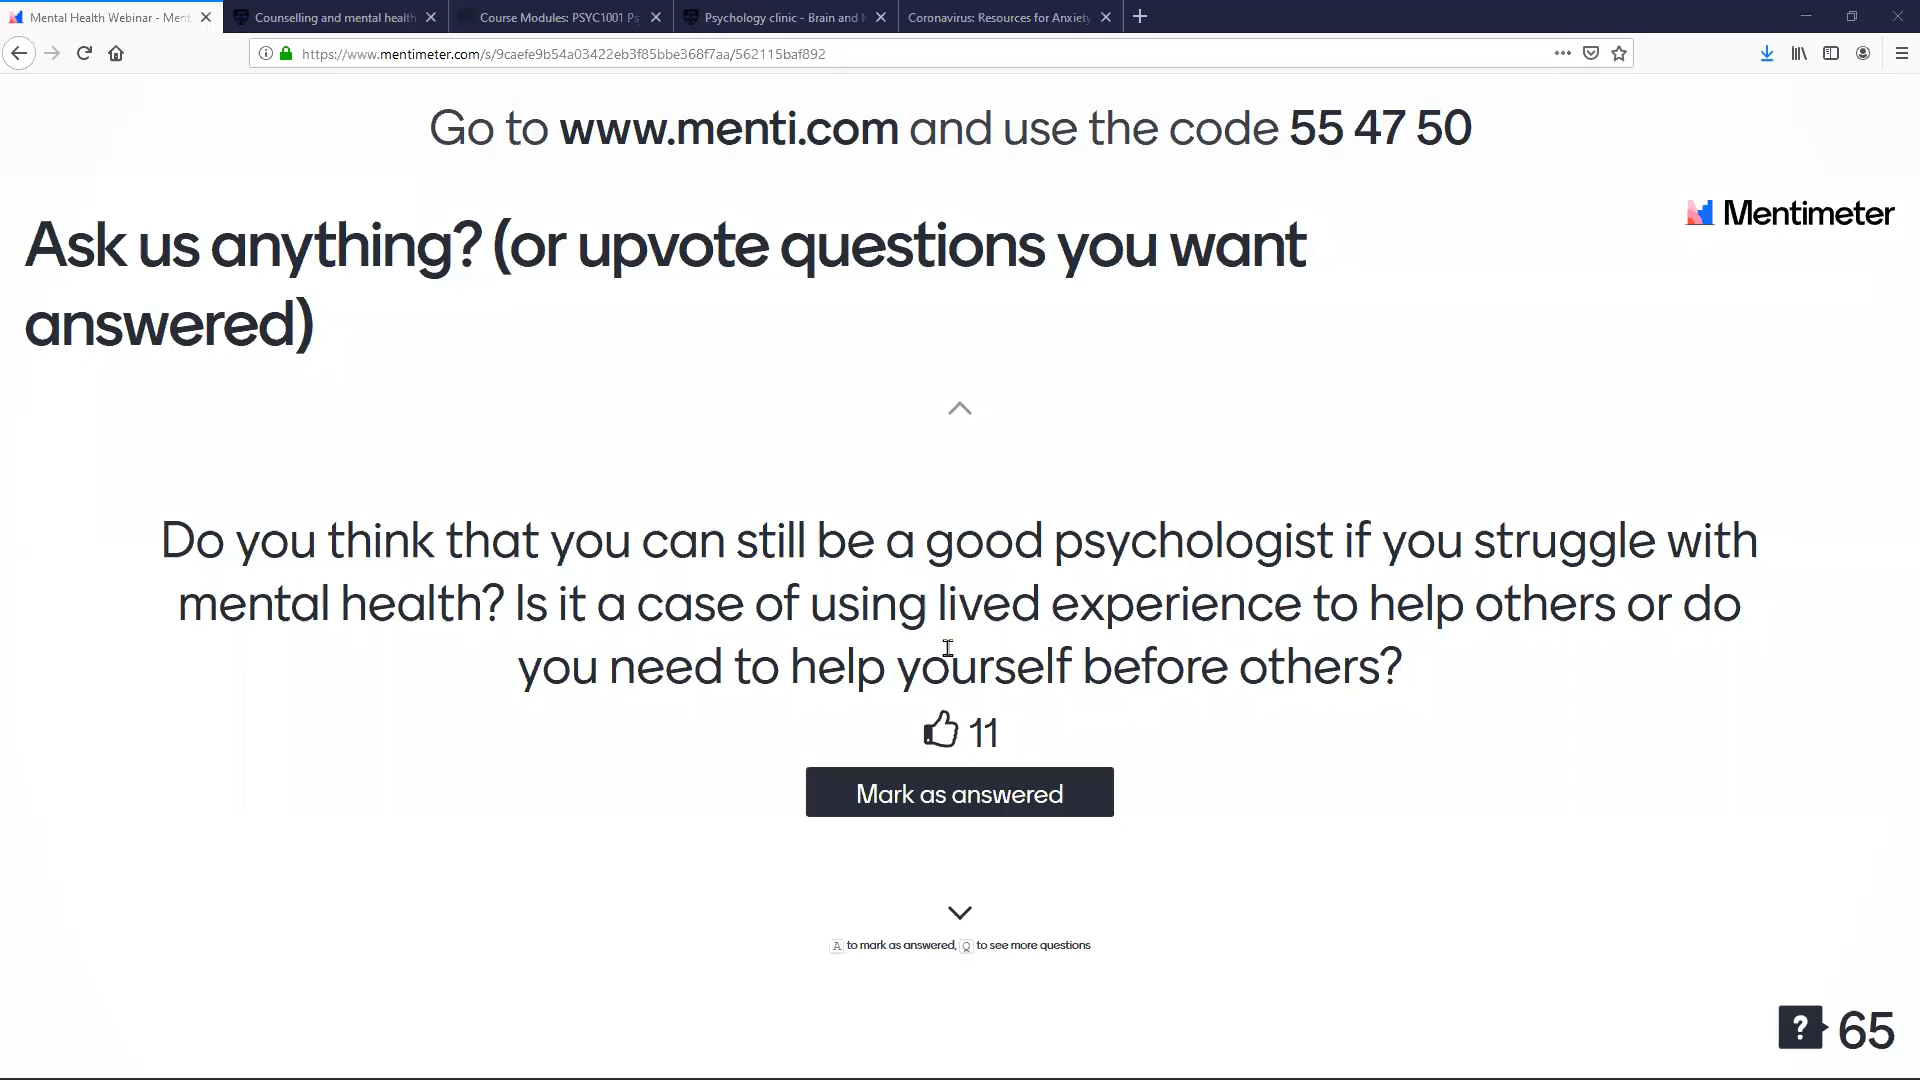 Mental Health Webinar - Ment
Counselling and mental health
Course Modules: PSYC1001 Ps
Psychology clinic - Brain and
Coronavirus: Resources for Anxiety
https://www.mentimeter.com/s/9caefe9b54a03422eb3f85bbe368f7aa/562115baf892
Go to www.menti.com and use the code 55 47 50
Mentimeter
Ask us anything? (or upvote questions you want
answered)
Do you think that you can still be a good psychologist if you struggle with
mental health? Is it a case of using lived experience to help others or do
you need to help yourself before others?
11
Mark as answered
A to mark as answered, Q to see more questions
? 65